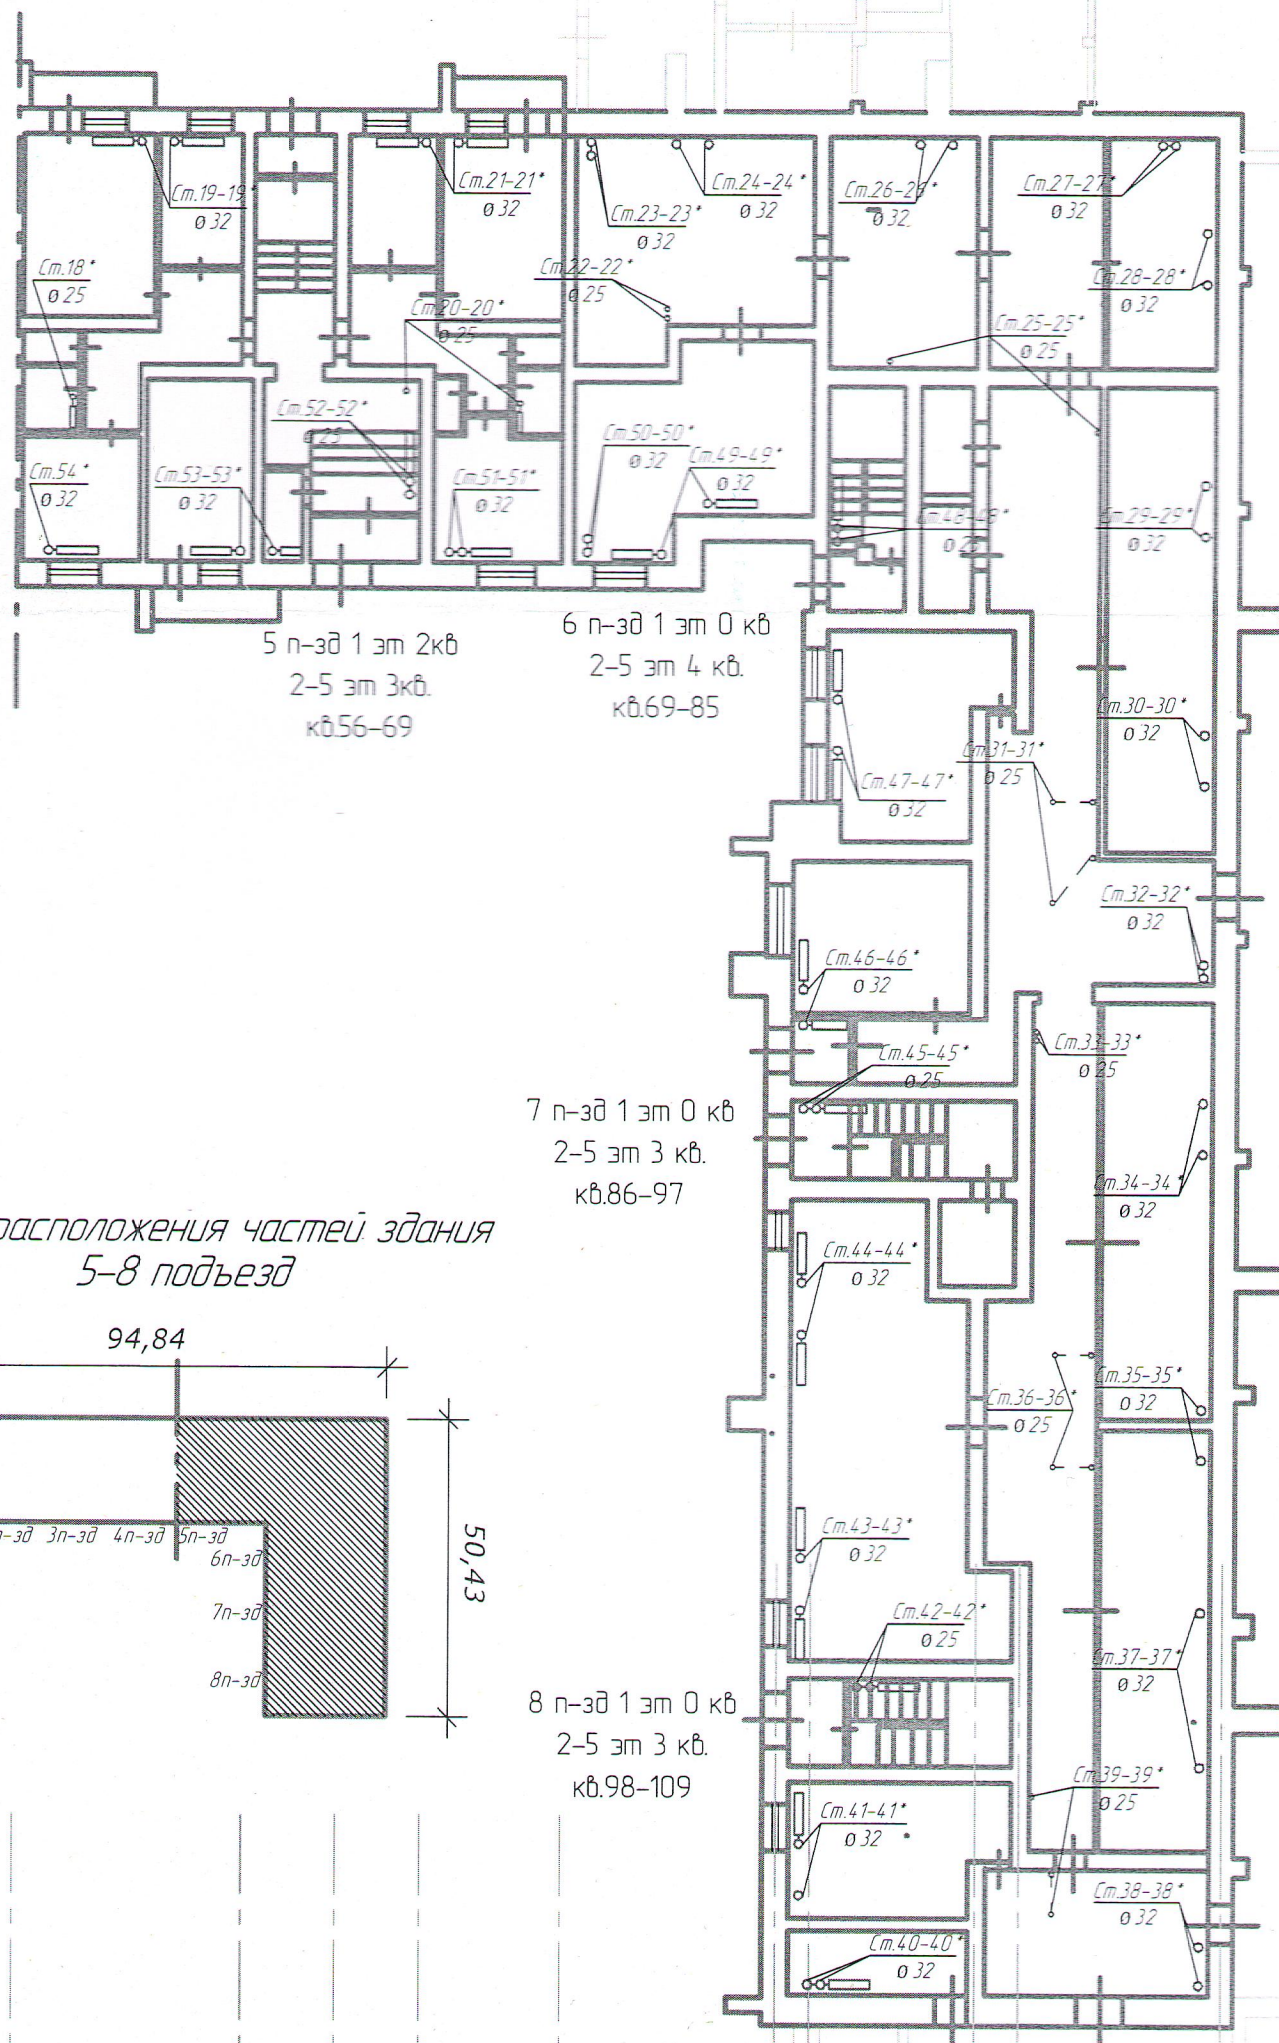 Ст.19-19*
ø 32
Ст.21-21*
ø 32
Ст.23-23*
ø 32
Ст.24-24*
ø 32
Ст.26-26*
ø 32
Ст.27-27*
ø 32
Ст.18*
ø 25
Ст.20-20*
ø 25
Ст.22-22*
ø 25
Ст.28-28*
ø 32
Ст.25-25*
ø 25
Ст.52-52*
ø 25
Ст.50-50*
ø 32
Ст.49-49*
ø 32
Ст.54*
ø 32
Ст.53-53*
ø 32
Ст.51-51*
ø 32
Ст.48-48*
ø 25
Ст.29-29*
ø 32
5 п-зд 1 эт 2кв
2-5 эт 3кв.
кв.56-69
6 п-зд 1 эт 0 кв
2-5 эт 4 кв.
кв.69-85
Ст.30-30*
ø 32
Ст.31-31*
ø 25
Ст.47-47*
ø 32
Ст.32-32*
ø 32
Ст.46-46*
ø 32
Ст.33-33*
ø 25
Ст.45-45*
ø 25
7 п-зд 1 эт 0 кв
2-5 эт 3 кв.
кв.86-97
Ст.34-34*
ø 32
расположения частей здания
5-8 подъезд
Ст.44-44*
ø 32
94,84
Ст.35-35*
ø 32
Ст.36-36*
ø 25
50,43
п-зд 3п-зд 4п-зд 5п-зд
6п-зд
7п-зд
8п-зд
Ст.43-43*
ø 32
Ст.42-42*
ø 25
Ст.37-37*
ø 32
8 п-зд 1 эт 0 кв
2-5 эт 3 кв.
кв.98-109
Ст.39-39*
ø 25
Ст.41-41*
ø 32
Ст.38-38*
ø 32
Ст.40-40*
ø 32